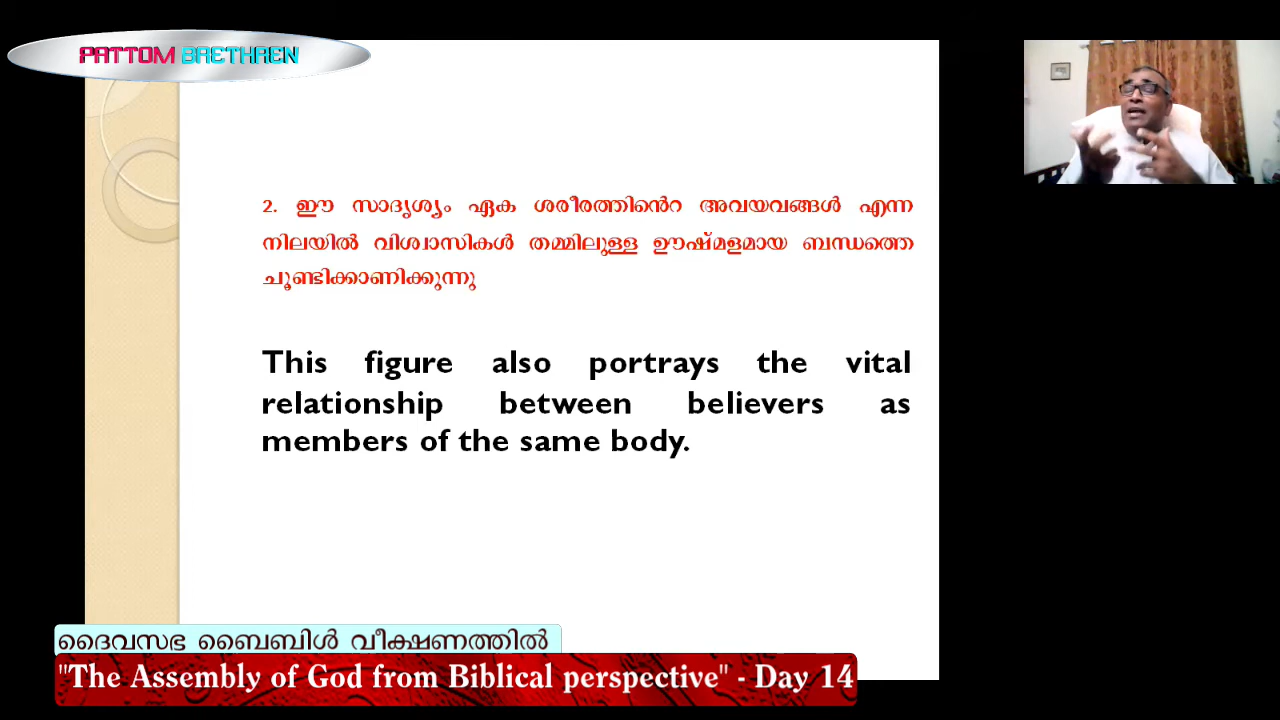 PATTOM BRETHREN
2. ഈ സാദൃശ്യം ഏക ശരീരത്തിൻെറ അവയവങ്ങൾ എന്ന
നിലയിൽ വിശ്വാസികൾ തമ്മിലുള്ള ഊഷ്മളമായ ബന്ധത്തെ
ചൂണ്ടിക്കാണിക്കുന്നു
This figure also portrays the vital
relationship between believers as
members of the same body.
ദൈവസഭ ബൈബിൾ വീക്ഷണത്തിൽ
"The Assembly of God from Biblical perspective" - Day 14